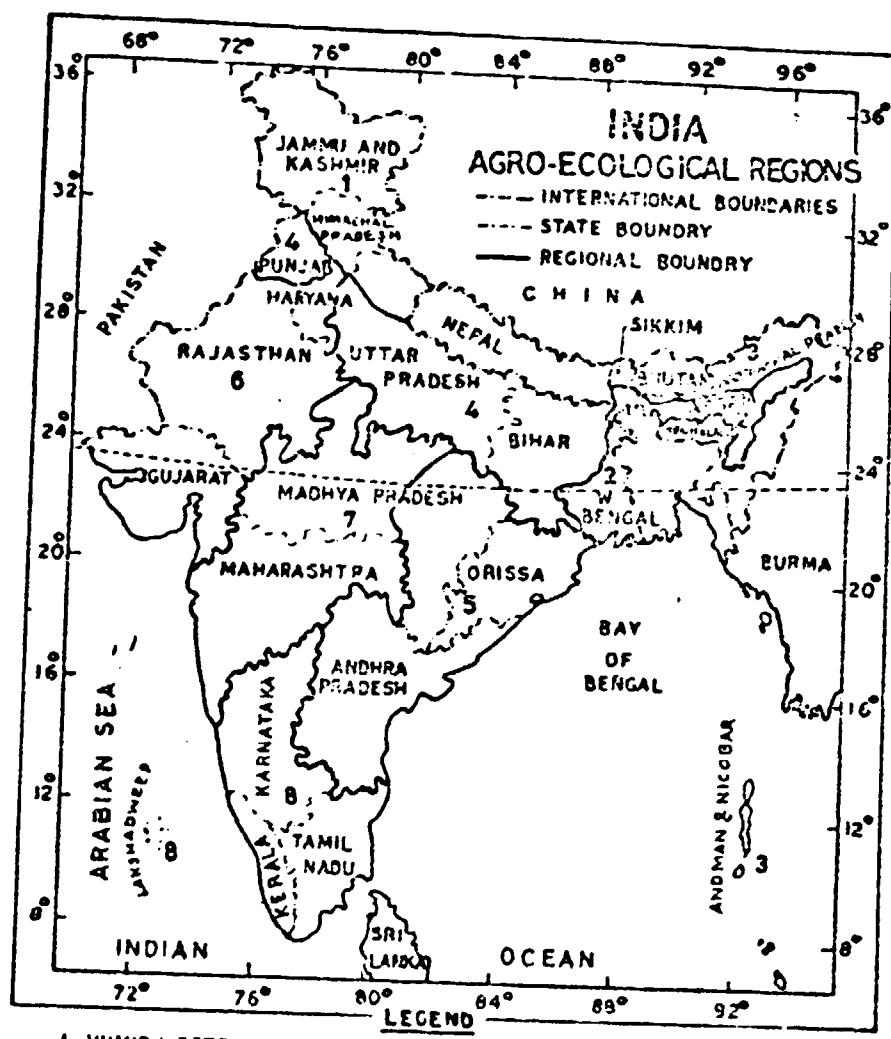 68° 72° 76° 80° 84° 88° 92° 96°
36°
36°
INDIA
AGRO-ECOLOGICAL REGIONS
INTERNATIONAL BOUNDARIES
STATE BOUNDRY
REGIONAL BOUNDRY
JAMMU AND
KASHMIR
1
32°
32°
HIMACHAL
PRADESH
4
PUNJAB
HARYANA
CHINA
PAKISTAN
28°
28°
NEPAL
SIKKIM
BHUTAN
3
RAJASTHAN
6
UTTAR
PRADESH
4
BIHAR
24°
24°
GUJARAT
MADHYA PRADESH
7
2
W
BENGAL
20°
20°
MAHARASHTRA
ORISSA
5
BURMA
BAY
OF
BENGAL
16°
16°
ANDHRA
PRADESH
KARNATAKA
ARABIAN SEA
LAKSHADWEEP
8
8
12°
12°
KERALA
TAMIL
NADU
ANDMAN & NICOBAR
3
8°
8°
SRI
LANKA
INDIAN OCEAN
72° 76° 80° 84° 88° 92°
LEGEND